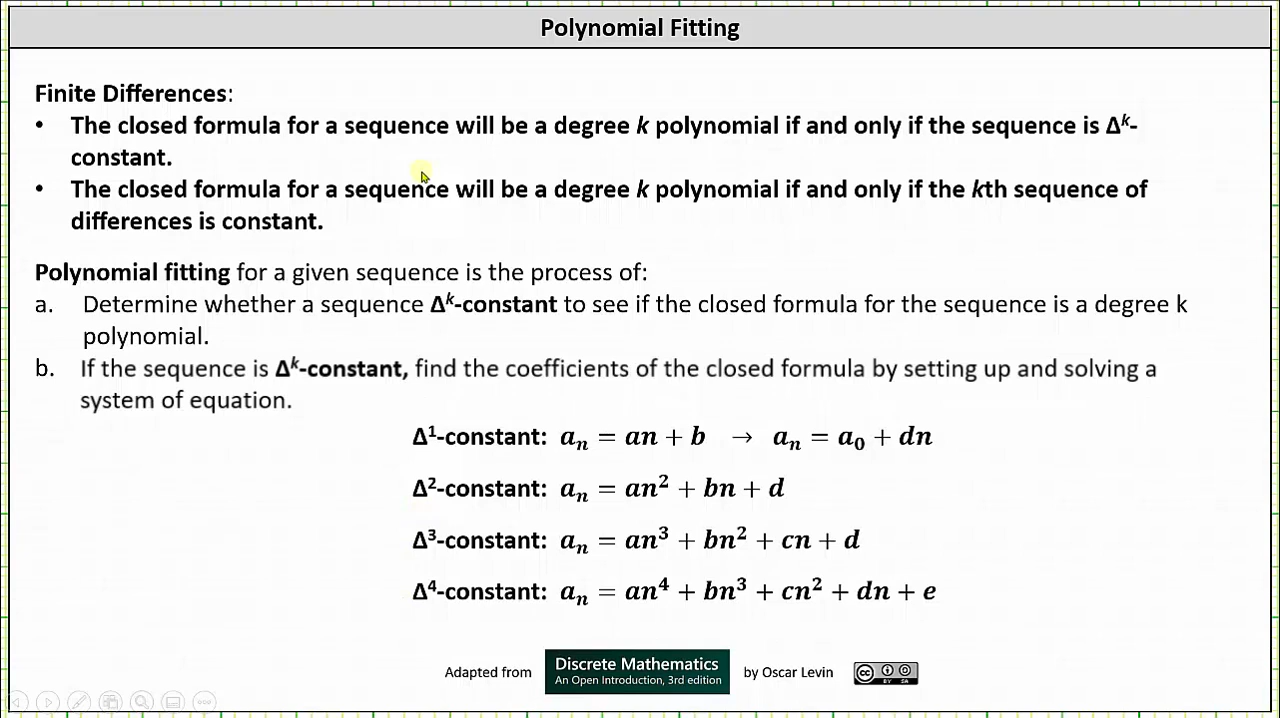 Polynomial Fitting
Finite Differences:
• The closed formula for a sequence will be a degree k polynomial if and only if the sequence is Δᵏ-
constant.
• The closed formula for a sequence will be a degree k polynomial if and only if the kth sequence of
differences is constant.
Polynomial fitting for a given sequence is the process of:
a. Determine whether a sequence Δᵏ-constant to see if the closed formula for the sequence is a degree k
polynomial.
b. If the sequence is Δᵏ-constant, find the coefficients of the closed formula by setting up and solving a
system of equation.
Δ¹-constant: aₙ = an + b → aₙ = a₀ + dn
Δ²-constant: aₙ = an² + bn + d
Δ³-constant: aₙ = an³ + bn² + cn + d
Δ⁴-constant: aₙ = an⁴ + bn³ + cn² + dn + e
Adapted from Discrete Mathematics by Oscar Levin
An Open Introduction, 3rd edition
cc BY SA